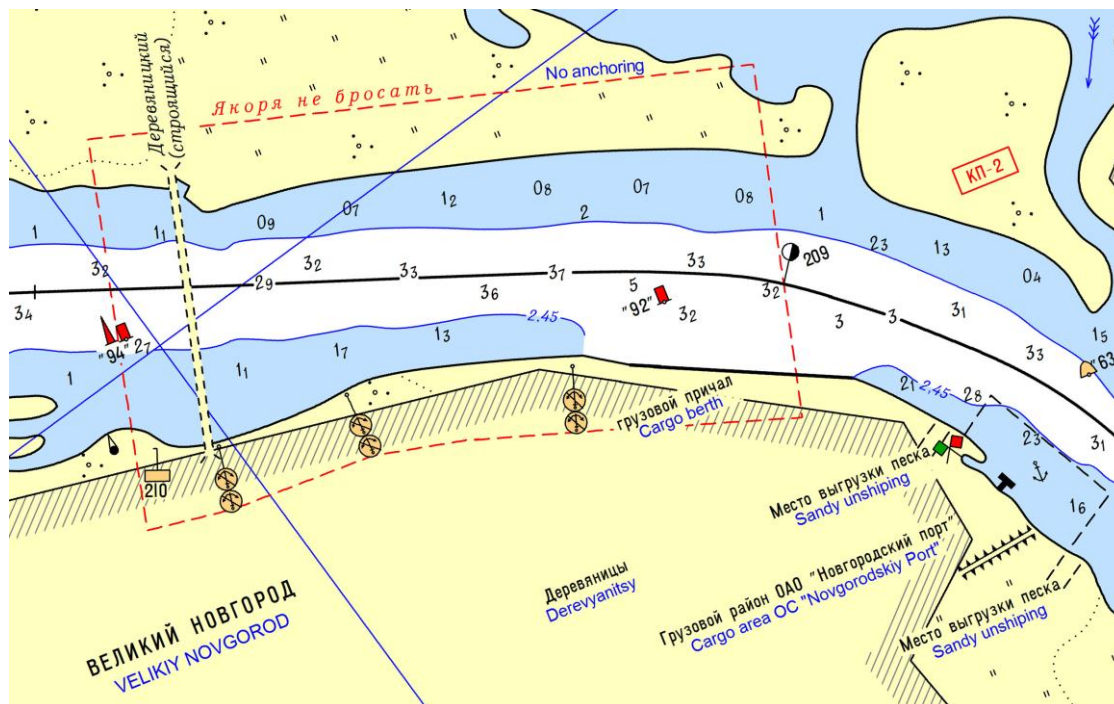 Деревяницкий
(строящийся)
Якоря не бросать
No anchoring
КП-2
1
1₁
0₉
0₇
1₂
0₈
2
0₇
0₈
1
2₃
1₃
0₄
3₂
2₉
3₂
3₃
3₇
5
3₃
3₂
209
3₁
1₅
3₄
"94"
2₇
3₆
"92"
3₂
3
3
3₃
"63
1
1₁
1₇
1₃
2.45
грузовой причал
Cargo berth
2.45
2₈
2₃
3₁
1₆
210
Место выгрузки песка
Sandy unshiping
ВЕЛИКИЙ НОВГОРОД
VELIKIY NOVGOROD
Деревяницы
Derevyanitsy
Грузовой район ОАО "Новгородский порт"
Cargo area OC "Novgorodskiy Port"
Место выгрузки песка
Sandy unshiping